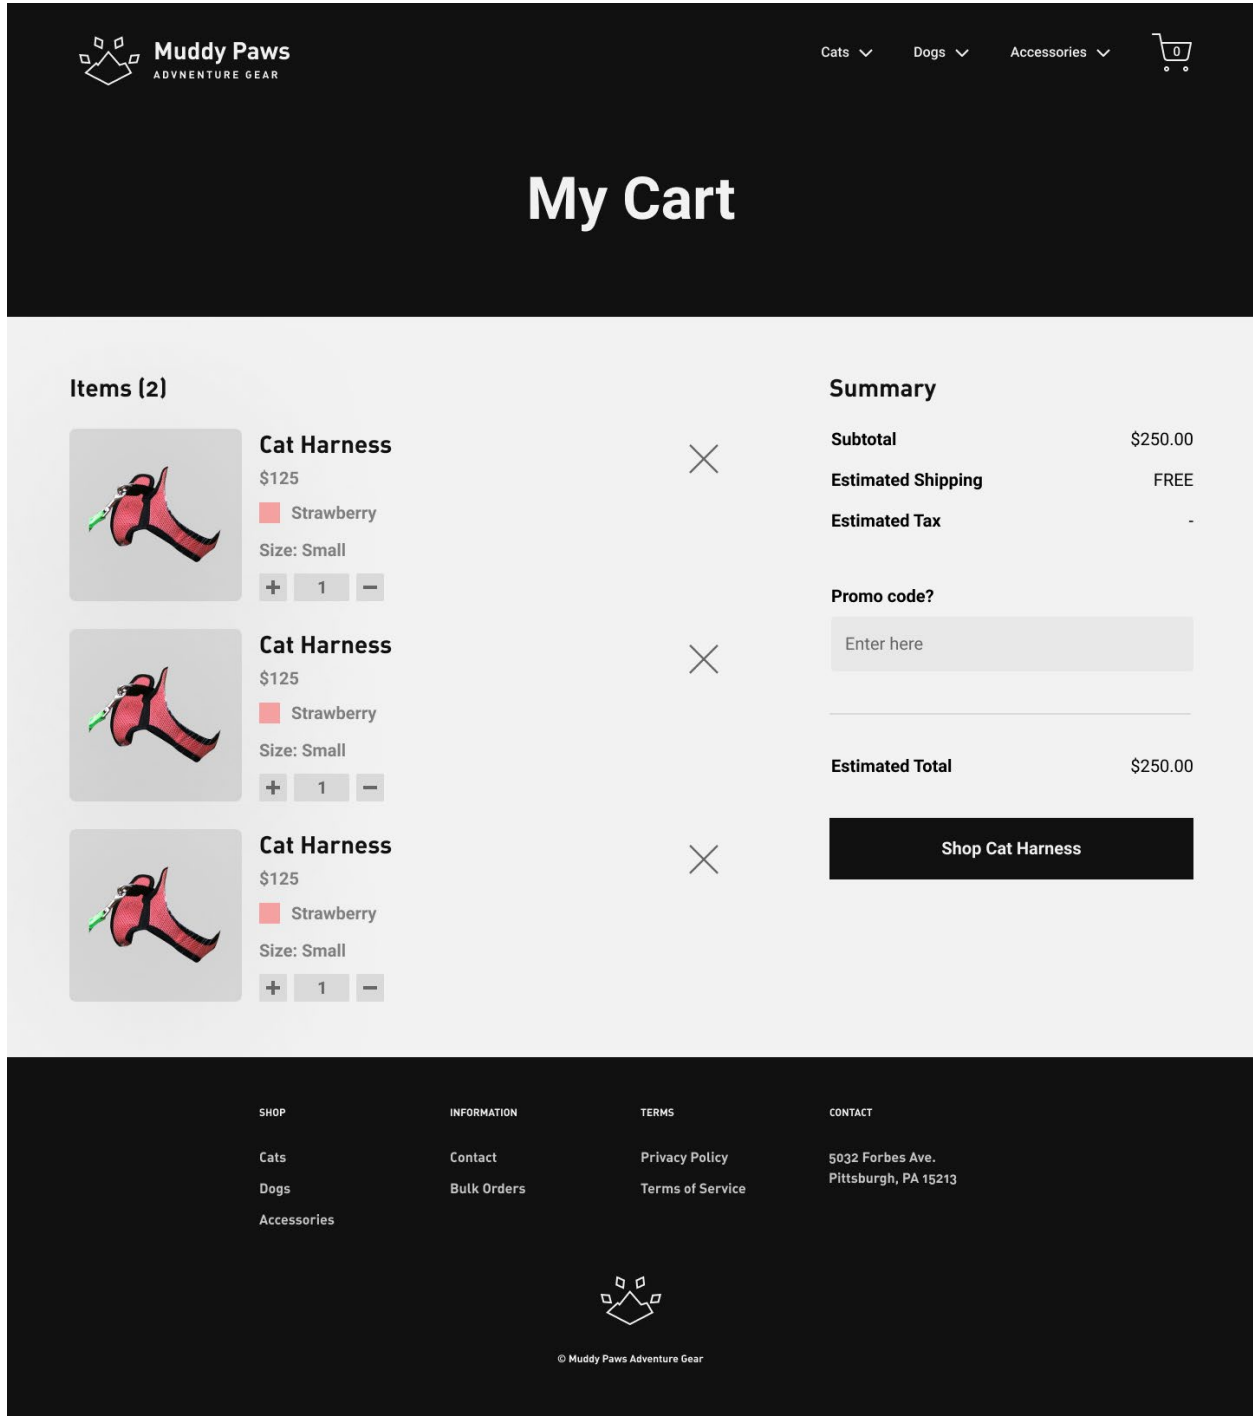 Muddy Paws
ADVNENTURE GEAR
Cats
Dogs
Accessories
0
My Cart
Items (2)
Cat Harness
$125
Strawberry
Size: Small
+ 1 −
Cat Harness
$125
Strawberry
Size: Small
+ 1 −
Cat Harness
$125
Strawberry
Size: Small
+ 1 −
Summary
Subtotal $250.00
Estimated Shipping FREE
Estimated Tax -
Promo code?
Enter here
Estimated Total $250.00
Shop Cat Harness
SHOP
Cats
Dogs
Accessories
INFORMATION
Contact
Bulk Orders
TERMS
Privacy Policy
Terms of Service
CONTACT
5032 Forbes Ave.
Pittsburgh, PA 15213
© Muddy Paws Adventure Gear